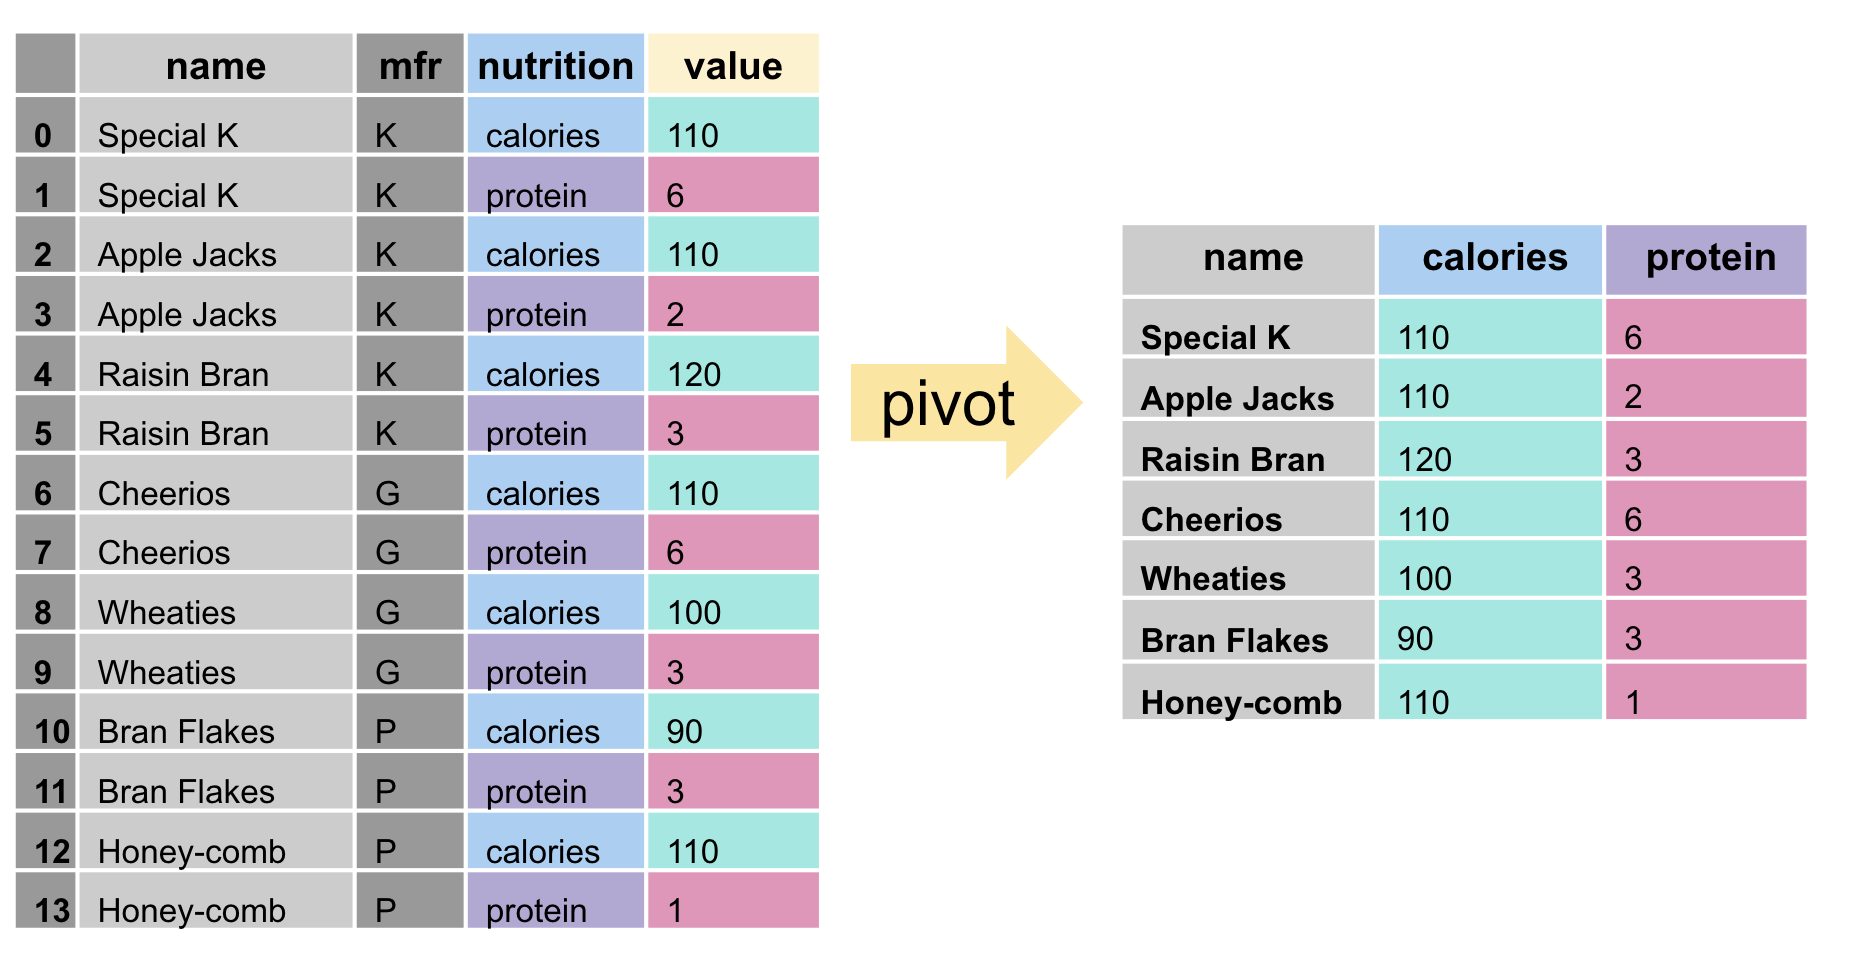 name mfr nutrition value
0 Special K K calories 110
1 Special K K protein 6
2 Apple Jacks K calories 110
3 Apple Jacks K protein 2
4 Raisin Bran K calories 120
5 Raisin Bran K protein 3
6 Cheerios G calories 110
7 Cheerios G protein 6
8 Wheaties G calories 100
9 Wheaties G protein 3
10 Bran Flakes P calories 90
11 Bran Flakes P protein 3
12 Honey-comb P calories 110
13 Honey-comb P protein 1
pivot
name calories protein
Special K 110 6
Apple Jacks 110 2
Raisin Bran 120 3
Cheerios 110 6
Wheaties 100 3
Bran Flakes 90 3
Honey-comb 110 1